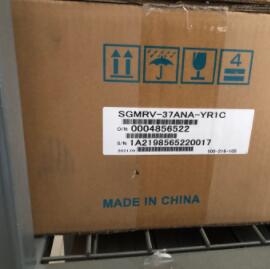 4
SGMRV-37ANA-YR1C
O/N 0004856522
S/N 1A2198565220017
MADE IN CHINA